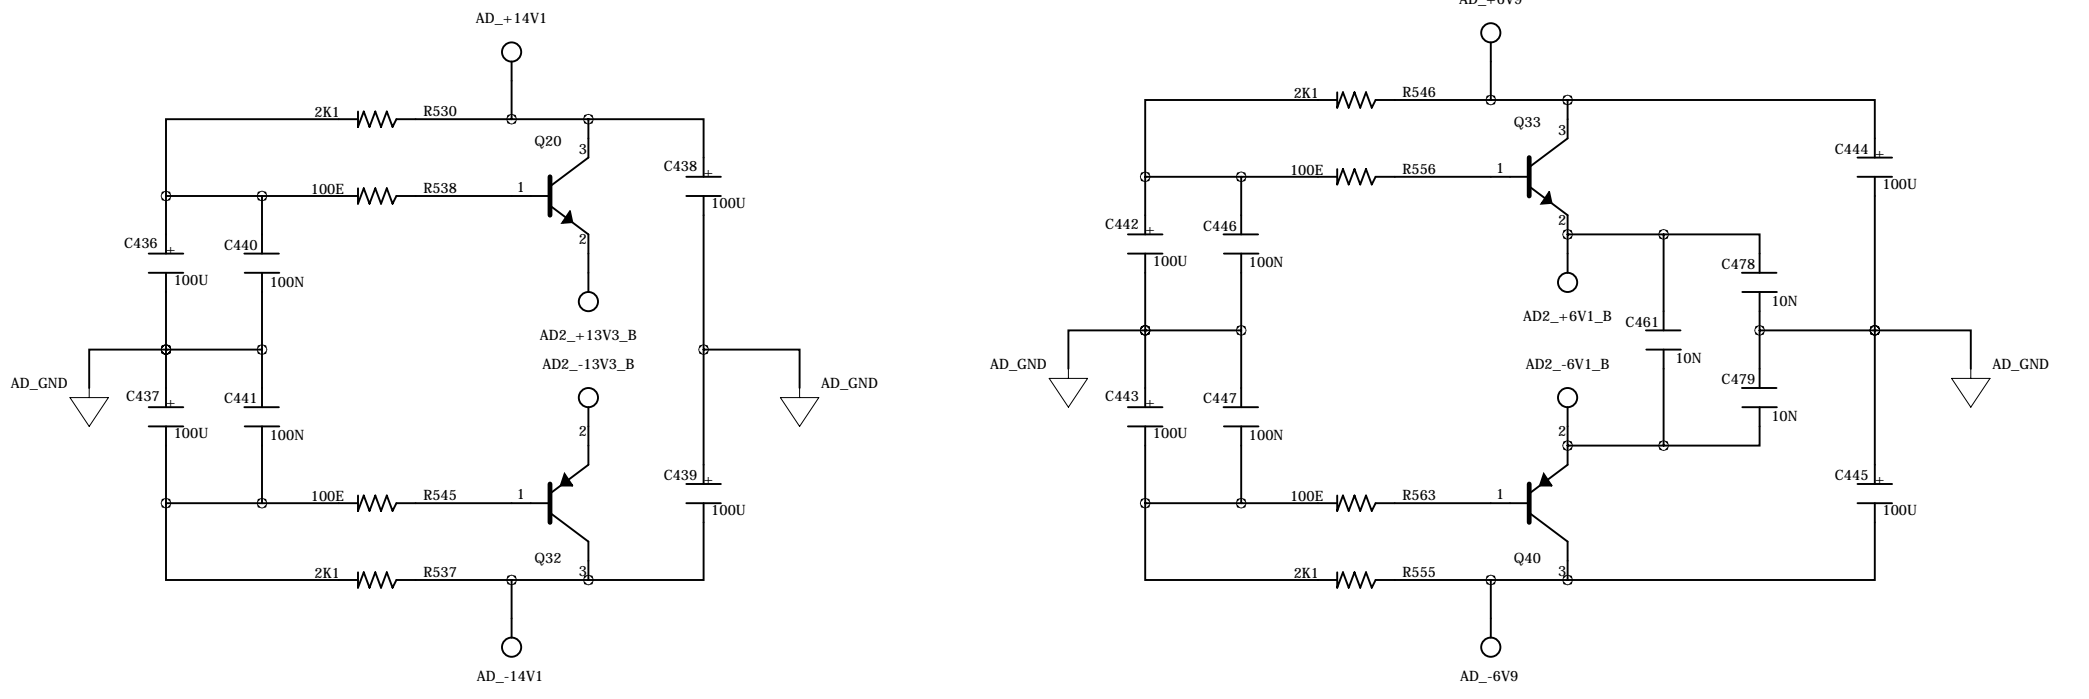 AD_+14V1
2K1
R530
Q20
3
C438
+
100U
100E
R538
1
2
C436
+
100U
C440
100N
AD2_+13V3_B
AD2_-13V3_B
AD_GND
AD_GND
C437
+
100U
C441
100N
2
C439
+
100U
100E
R545
1
Q32
3
2K1
R537
AD_-14V1
AD_+6V9
2K1
R546
Q33
3
C444
+
100U
100E
R556
1
2
C442
+
100U
C446
100N
C478
10N
AD2_+6V1_B
C461
10N
AD2_-6V1_B
AD_GND
AD_GND
C479
10N
C443
+
100U
C447
100N
2
C445
+
100U
100E
R563
1
Q40
3
2K1
R555
AD_-6V9